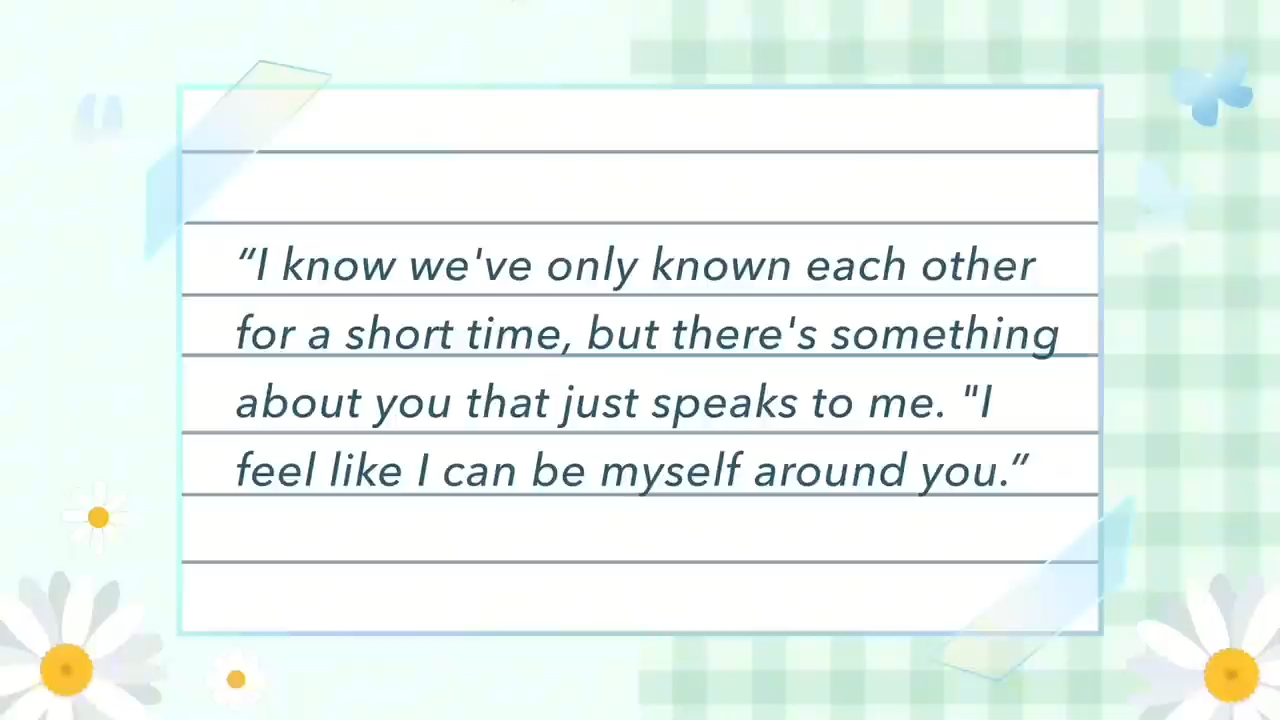 “I know we've only known each other
for a short time, but there's something
about you that just speaks to me. "I
feel like I can be myself around you.”